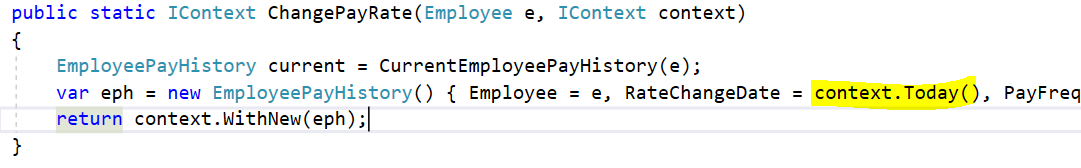 public static IContext ChangePayRate(Employee e, IContext context)
{
EmployeePayHistory current = CurrentEmployeePayHistory(e);
var eph = new EmployeePayHistory() { Employee = e, RateChangeDate = context.Today(), PayFreq
return context.WithNew(eph);
}